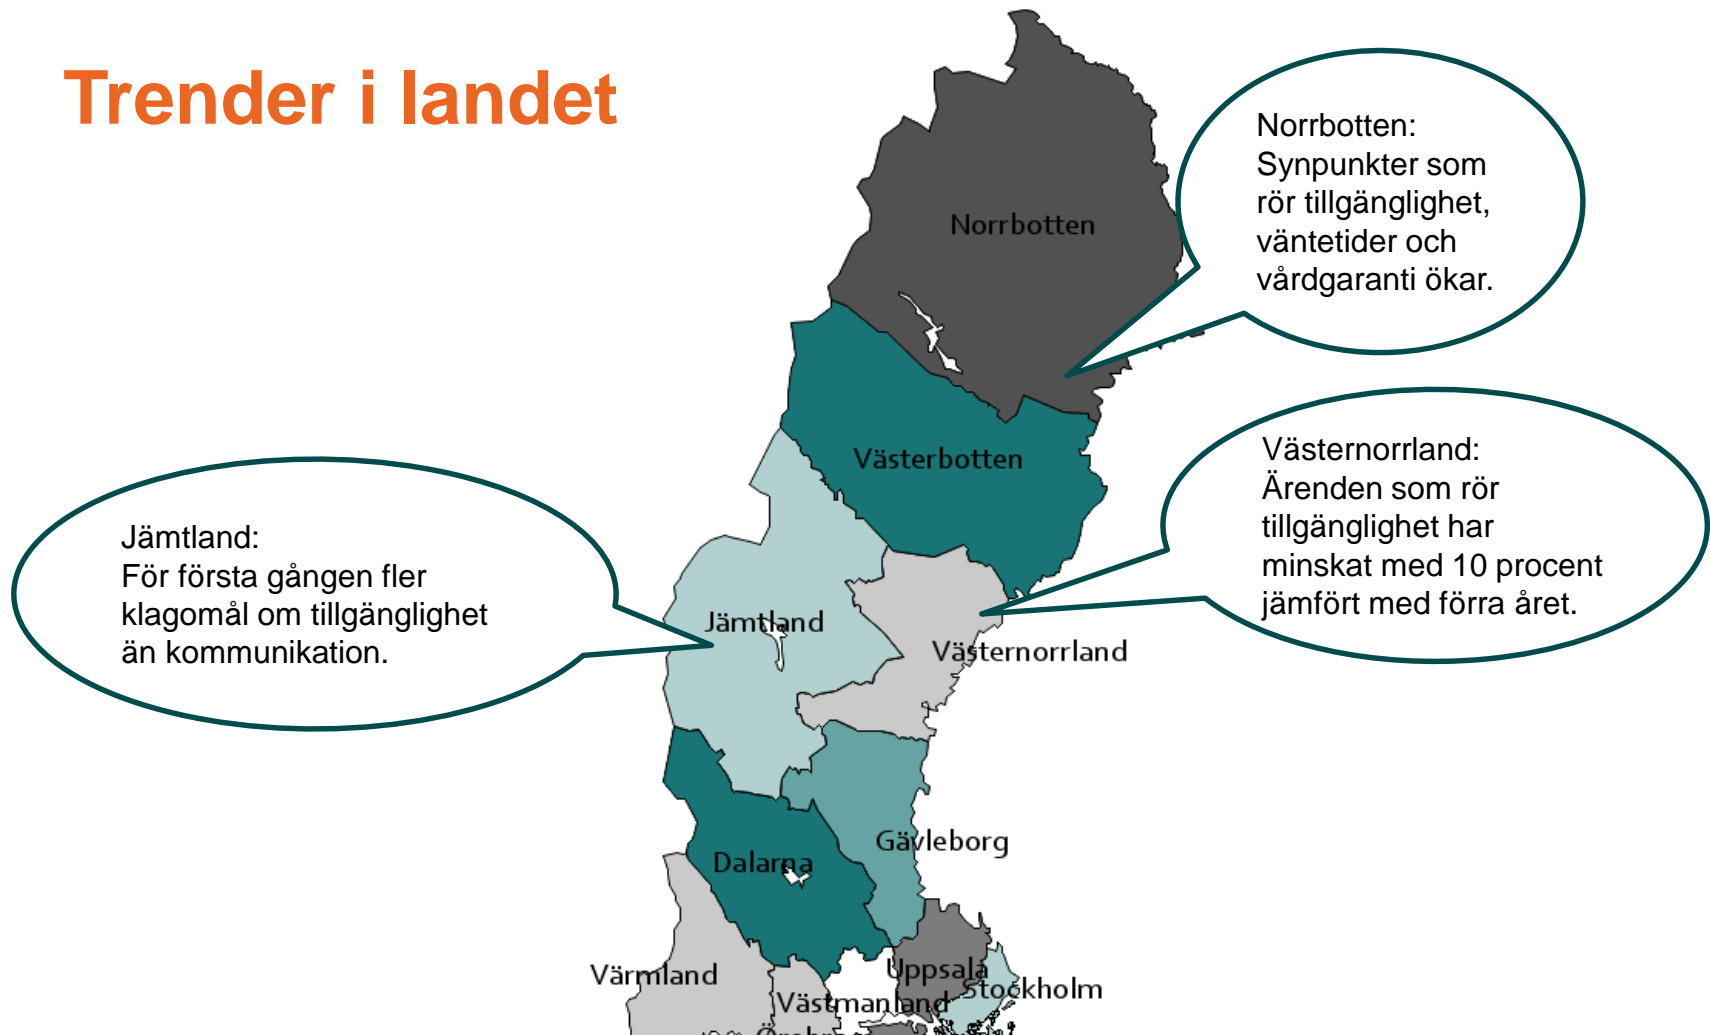 Trender i landet
Norrbotten:
Synpunkter som
rör tillgänglighet,
väntetider och
vårdgaranti ökar.
Norrbotten
Västerbotten
Västernorrland:
Ärenden som rör
tillgänglighet har
minskat med 10 procent
jämfört med förra året.
Jämtland:
För första gången fler
klagomål om tillgänglighet
än kommunikation.
Jämtland
Västernorrland
Gävleborg
Dalarna
Värmland
Uppsala
Västmanland
Stockholm